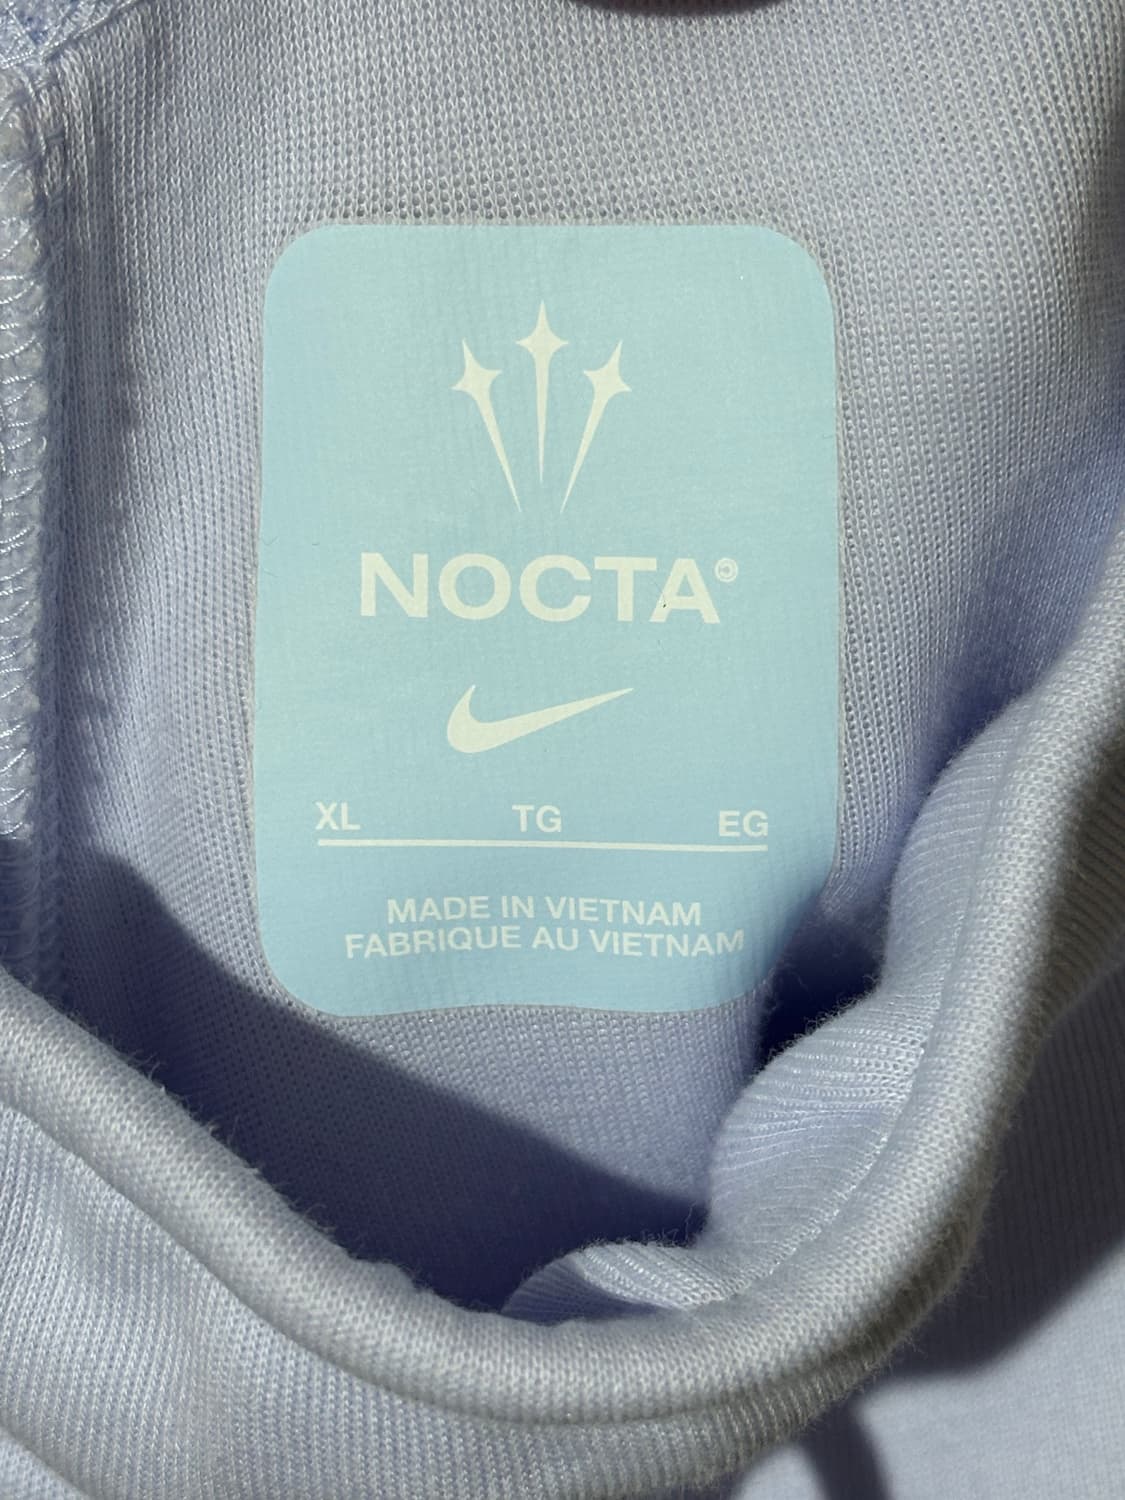 NOCTA©
XL TG EG
MADE IN VIETNAM
FABRIQUE AU VIETNAM